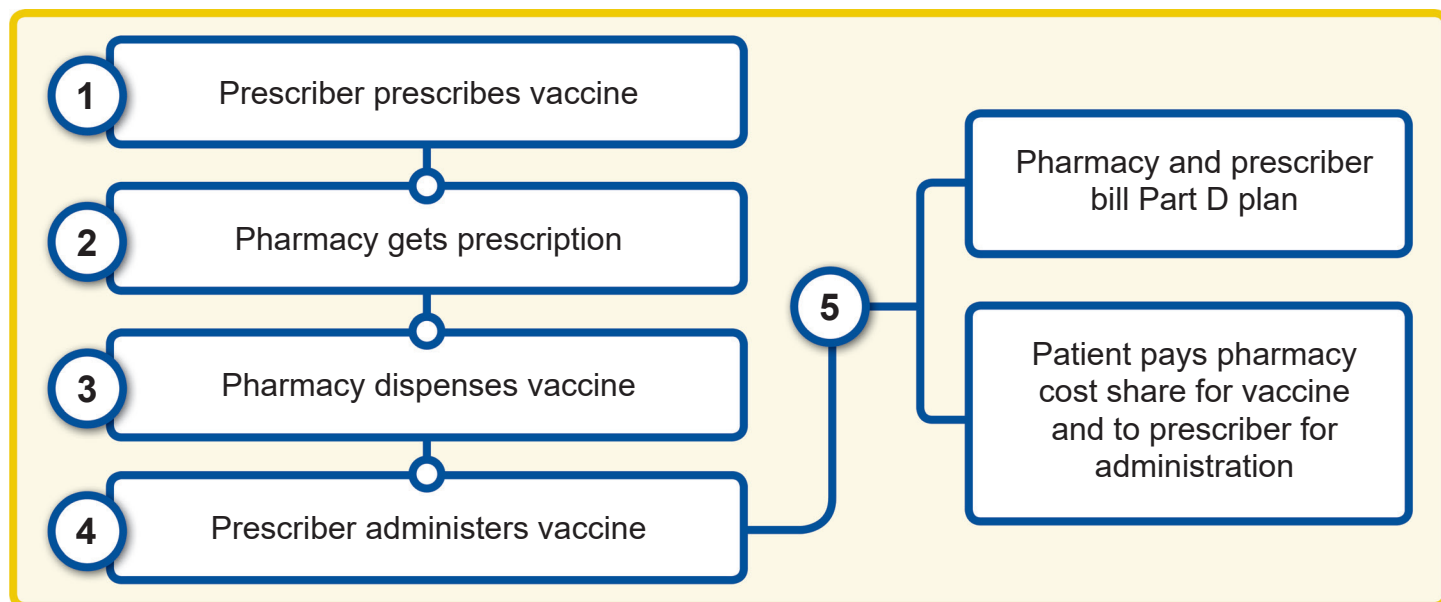 1
Prescriber prescribes vaccine
2
Pharmacy gets prescription
3
Pharmacy dispenses vaccine
4
Prescriber administers vaccine
5
Pharmacy and prescriber
bill Part D plan
Patient pays pharmacy
cost share for vaccine
and to prescriber for
administration